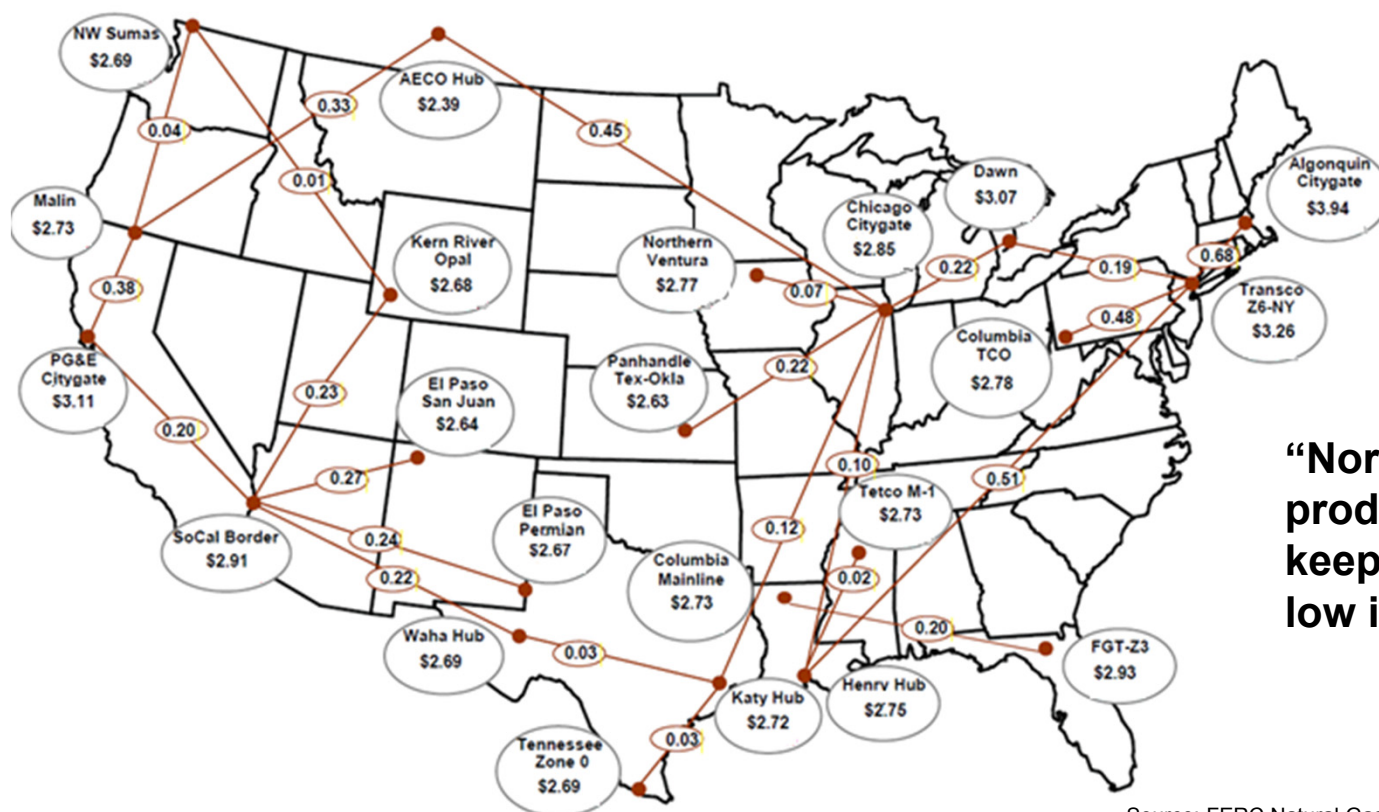 NW Sumas
$2.69
AECO Hub
$2.39
0.33
0.45
0.04
0.01
Malin
$2.73
Kern River
Opal
$2.68
Northern
Ventura
$2.77
Chicago
Citygate
$2.85
Dawn
$3.07
Algonquin
Citygate
$3.94
0.38
0.07
0.22
0.19
0.68
Transco
Z6-NY
$3.26
0.48
PG&E
Citygate
$3.11
0.20
0.23
El Paso
San Juan
$2.64
Panhandle
Tex-Okla
$2.63
0.22
Columbia
TCO
$2.78
0.27
0.10
0.51
Tetco M-1
$2.73
SoCal Border
$2.91
0.24
0.22
El Paso
Permian
$2.67
Columbia
Mainline
$2.73
0.12
0.02
0.20
Waha Hub
$2.69
0.03
Katy Hub
$2.72
Henry Hub
$2.75
FGT-Z3
$2.93
Tennessee
Zone 0
$2.69
0.03
“Nor
prod
keep
low i